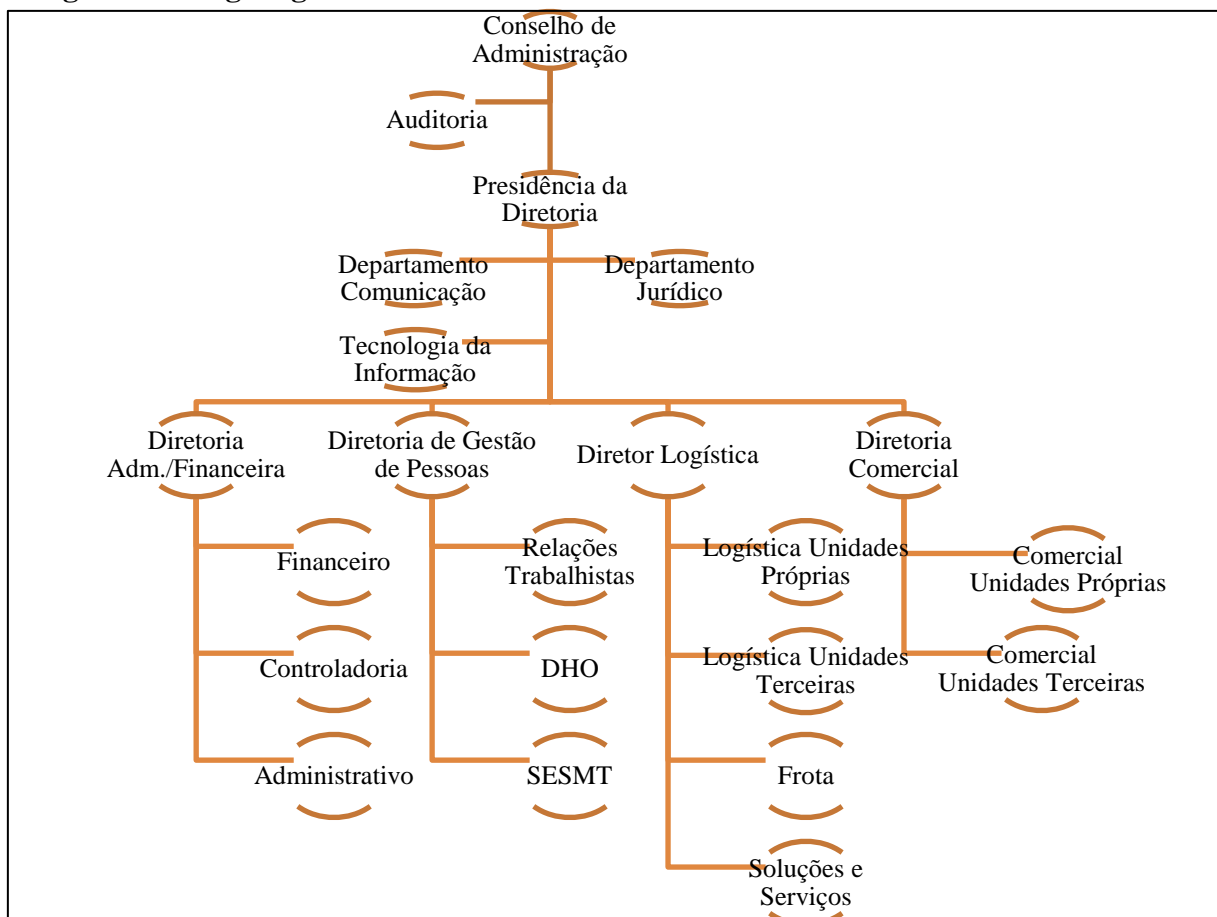 Conselho de
Administração
Auditoria
Presidência da
Diretoria
Departamento
Comunicação
Departamento
Jurídico
Tecnologia da
Informação
Diretoria
Adm./Financeira
Diretoria de Gestão
de Pessoas
Diretor Logística
Diretoria
Comercial
Financeiro
Controladoria
Administrativo
Relações
Trabalhistas
DHO
SESMT
Logística Unidades
Próprias
Logística Unidades
Terceiras
Frota
Soluções e
Serviços
Comercial
Unidades Próprias
Comercial
Unidades Terceiras